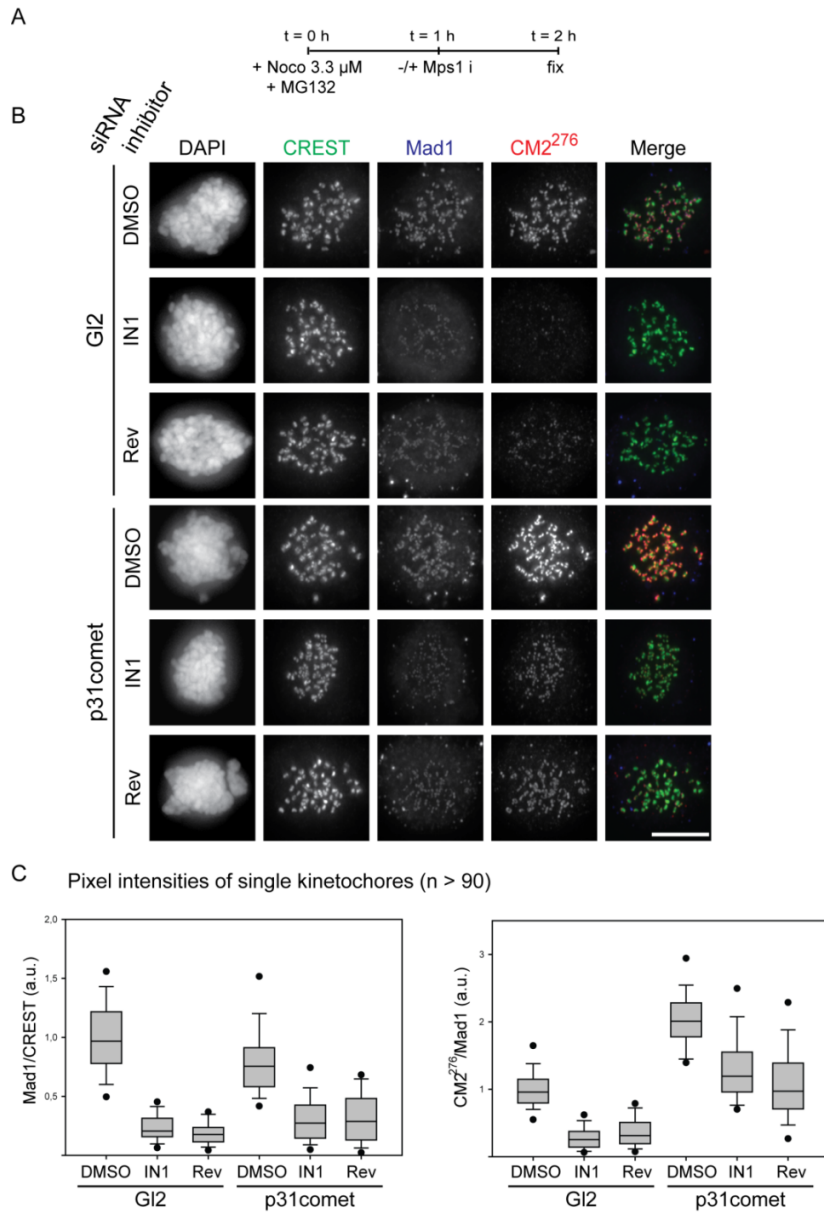 A
t = 0 h t = 1 h t = 2 h
+ Noco 3.3 µM -/+ Mps1 i fix
+ MG132
B
siRNA inhibitor
DAPI CREST Mad1 CM2²⁷⁶ Merge
Gl2
DMSO
IN1
Rev
p31comet
DMSO
IN1
Rev
C Pixel intensities of single kinetochores (n > 90)
Mad1/CREST (a.u.)
2,0
1,5
1,0
0,5
DMSO IN1 Rev DMSO IN1 Rev
Gl2 p31comet
CM2²⁷⁶/Mad1 (a.u.)
3
2
1
0
DMSO IN1 Rev DMSO IN1 Rev
Gl2 p31comet